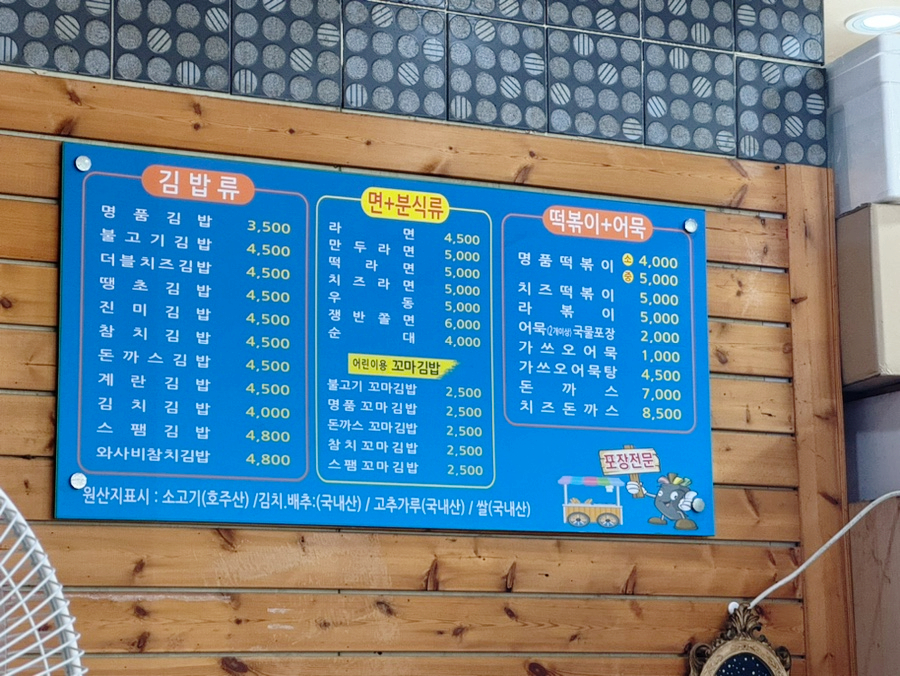 김밥류
명품김밥 3,500
불고기김밥 4,500
더블치즈김밥 4,500
땡초김밥 4,500
진미김밥 4,500
참치김밥 4,500
돈까스김밥 4,500
계란김밥 4,500
김치김밥 4,000
스팸김밥 4,800
와사비참치김밥 4,800
면+분식류
라면 4,500
만두라면 5,000
떡라면 5,000
치즈라면 5,000
우동 5,000
쟁반쫄면 6,000
순대 4,000
어린이용 꼬마김밥
불고기 꼬마김밥 2,500
명품꼬마김밥 2,500
돈까스꼬마김밥 2,500
참치꼬마김밥 2,500
스팸꼬마김밥 2,500
떡볶이+어묵
명품떡볶이 소 4,000
중 5,000
치즈떡볶이 5,000
라볶이 5,000
어묵(2개이상)국물포장 2,000
가쓰오어묵 1,000
가쓰오어묵탕 4,500
돈까스 7,000
치즈돈까스 8,500
포장전문
원산지표시 : 소고기(호주산) /김치.배추:(국내산) / 고추가루(국내산) / 쌀(국내산)